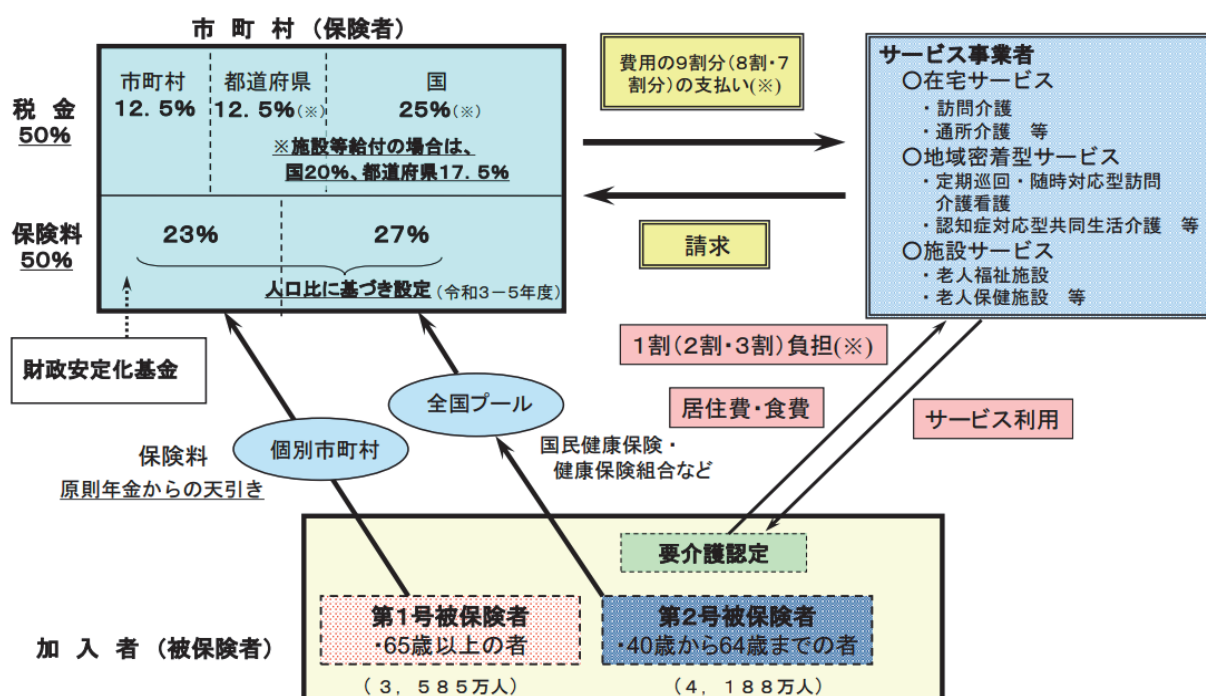 市 町 村 (保険者)
税 金
50%
市町村
12.5%
都道府県
12.5%(※)
国
25%(※)
※施設等給付の場合は、
国20%、都道府県17.5%
保険料
50%
23%
27%
人口比に基づき設定 (令和3-5年度)
財政安定化基金
費用の9割分(8割・7
割分)の支払い(※)
請求
サービス事業者
○在宅サービス
・訪問介護
・通所介護 等
○地域密着型サービス
・定期巡回・随時対応型訪問
介護看護
・認知症対応型共同生活介護 等
○施設サービス
・老人福祉施設
・老人保健施設 等
1割(2割・3割)負担(※)
居住費・食費
サービス利用
全国プール
国民健康保険・
健康保険組合など
個別市町村
保険料
原則年金からの天引き
要介護認定
加 入 者 (被保険者)
第1号被保険者
・65歳以上の者
(3,585万人)
第2号被保険者
・40歳から64歳までの者
(4,188万人)